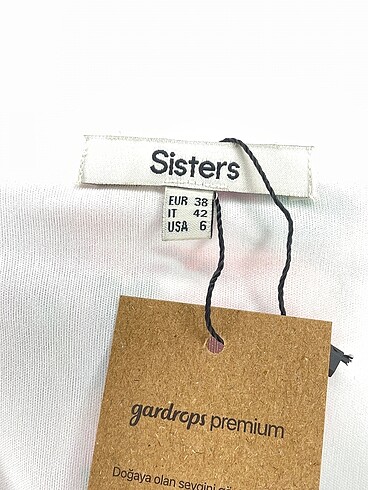 Sisters
EUR 38
IT 42
USA 6
gardrops premium
Doğaya olan sevgini